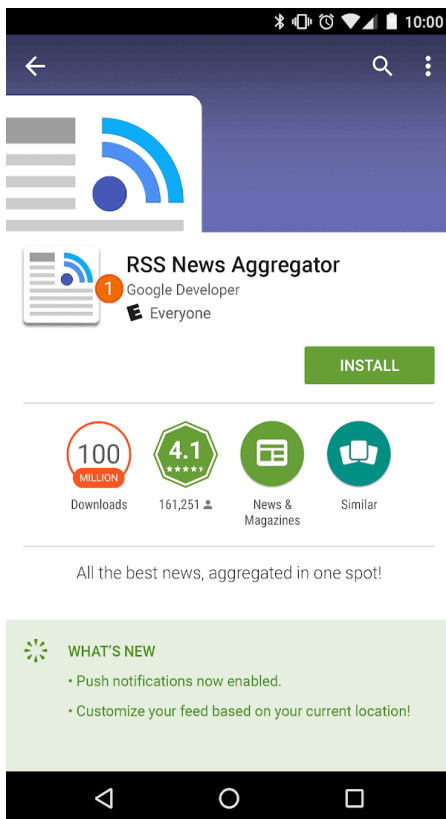 10:00
RSS News Aggregator
1
Google Developer
E Everyone
INSTALL
100
MILLION
Downloads
4.1
161,251
News &
Magazines
Similar
All the best news, aggregated in one spot!
WHAT'S NEW
• Push notifications now enabled.
• Customize your feed based on your current location!